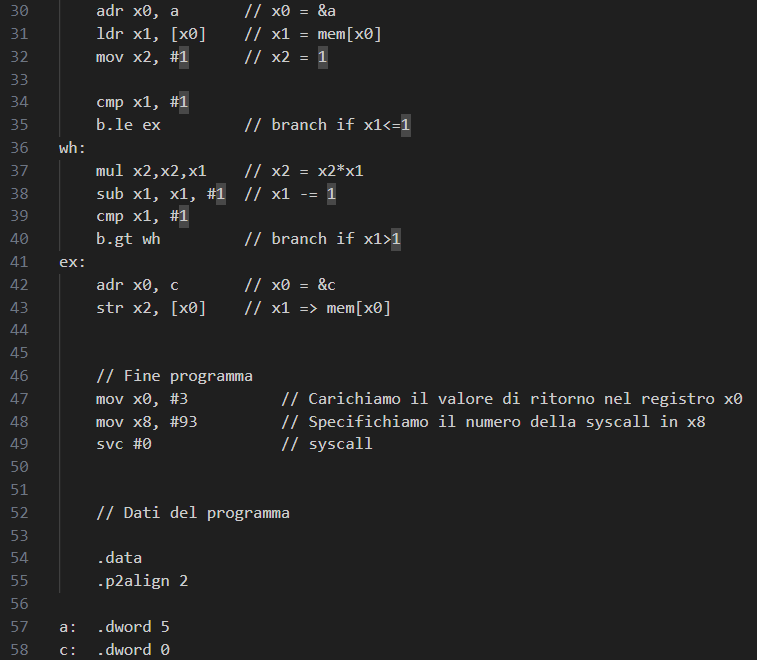 30 adr x0, a // x0 = &a
31 ldr x1, [x0] // x1 = mem[x0]
32 mov x2, #1 // x2 = 1
33
34 cmp x1, #1
35 b.le ex // branch if x1<=1
36 wh:
37 mul x2,x2,x1 // x2 = x2*x1
38 sub x1, x1, #1 // x1 -= 1
39 cmp x1, #1
40 b.gt wh // branch if x1>1
41 ex:
42 adr x0, c // x0 = &c
43 str x2, [x0] // x1 => mem[x0]
44
45
46 // Fine programma
47 mov x0, #3 // Carichiamo il valore di ritorno nel registro x0
48 mov x8, #93 // Specifichiamo il numero della syscall in x8
49 svc #0 // syscall
50
51
52 // Dati del programma
53
54 .data
55 .p2align 2
56
57 a: .dword 5
58 c: .dword 0